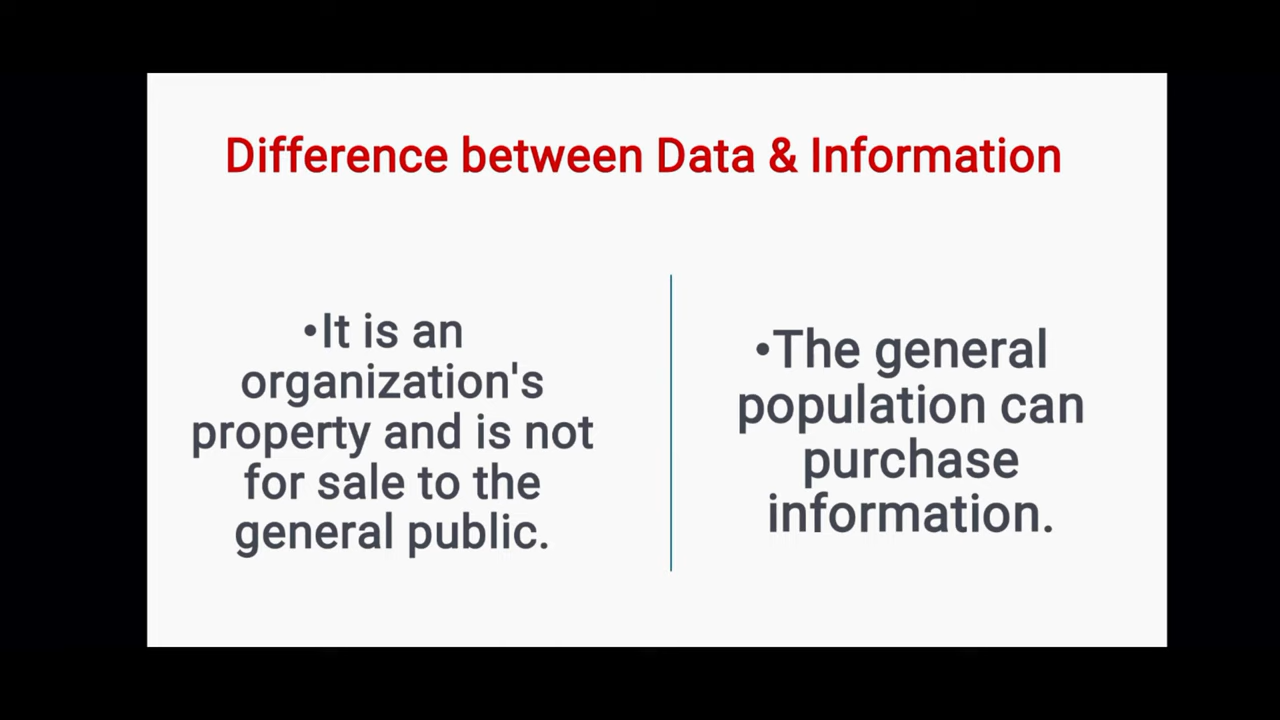 Difference between Data & Information
•It is an
organization's
property and is not
for sale to the
general public.
•The general
population can
purchase
information.